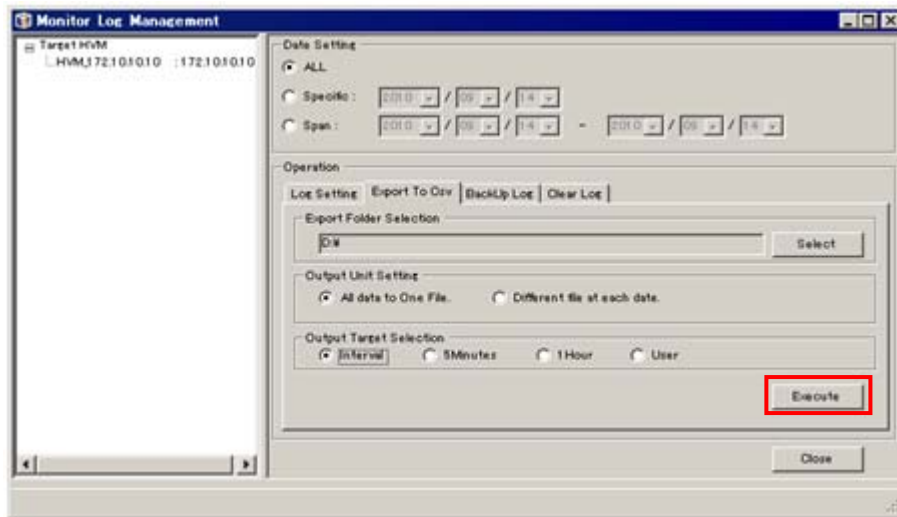 Monitor Log Management
Target HVM
HVM,172.10.10.10 :172.10.10.10
Date Setting
ALL
Specific : 2010 / 09 / 14
Span : 2010 / 09 / 14 - 2010 / 09 / 14
Operation
Log Setting Export To Csv BackUp Log Clear Log
Export Folder Selection
D:¥ Select
Output Unit Setting
All data to One File. Different file at each date.
Output Target Selection
Interval 5Minutes 1Hour User
Execute
Close